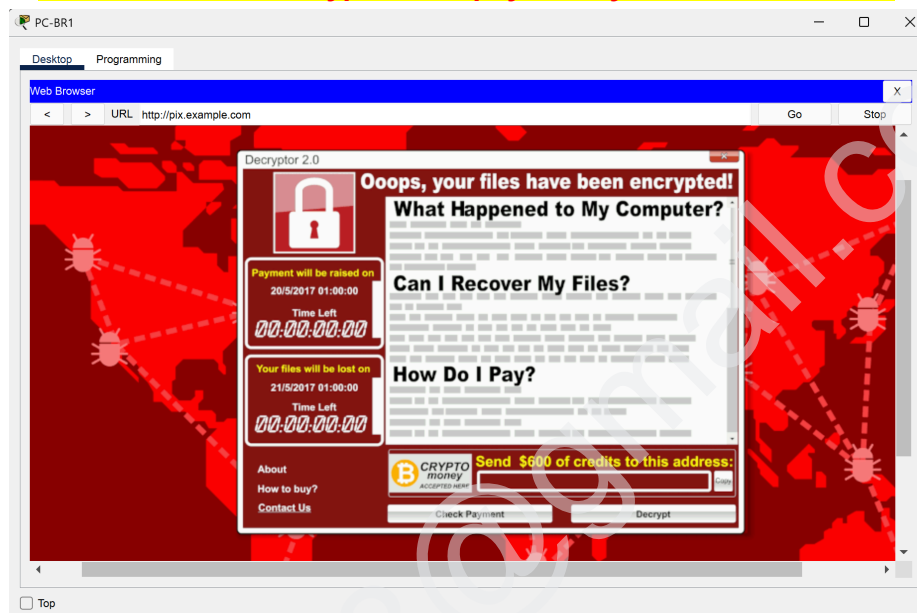 PC-BR1
Desktop Programming
Web Browser X
< > URL http://pix.example.com Go Stop
Decryptor 2.0
Ooops, your files have been encrypted!
What Happened to My Computer?
Payment will be raised on
20/5/2017 01:00:00
Time Left
00:00:00:00
Can I Recover My Files?
Your files will be lost on
21/5/2017 01:00:00
Time Left
00:00:00:00
How Do I Pay?
About
How to buy?
Contact Us
B CRYPTO
money
ACCEPTED HERE
Send $600 of credits to this address:
Copy
Check Payment Decrypt
Top
@gmail.c